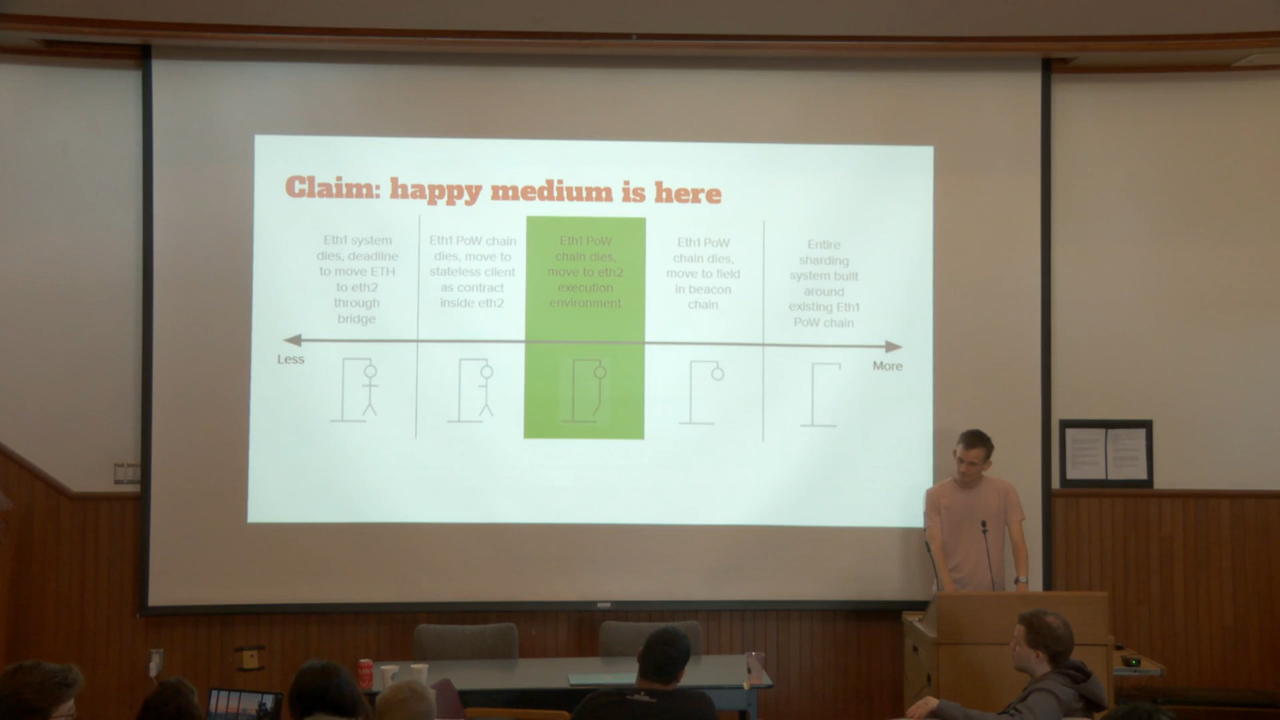 Claim: happy medium is here
Eth1 system
dies, deadline
to move ETH
to eth2
through
bridge
Eth1 PoW chain
dies, move to
stateless client
as contract
inside eth2
Eth1 PoW
chain dies,
move to eth2
execution
environment
Eth1 PoW
chain dies,
move to field
in beacon
chain
Entire
sharding
system built
around
existing Eth1
PoW chain
Less
More